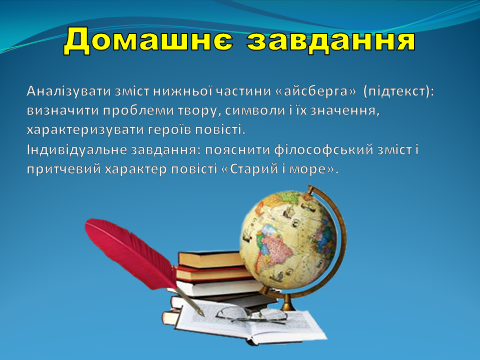 Домашнє завдання
Аналізувати зміст нижньої частини «айсберга» (підтекст):
визначити проблеми твору, символи і їх значення,
характеризувати героїв повісті.
Індивідуальне завдання: пояснити філософський зміст і
притчевий характер повісті «Старий і море».